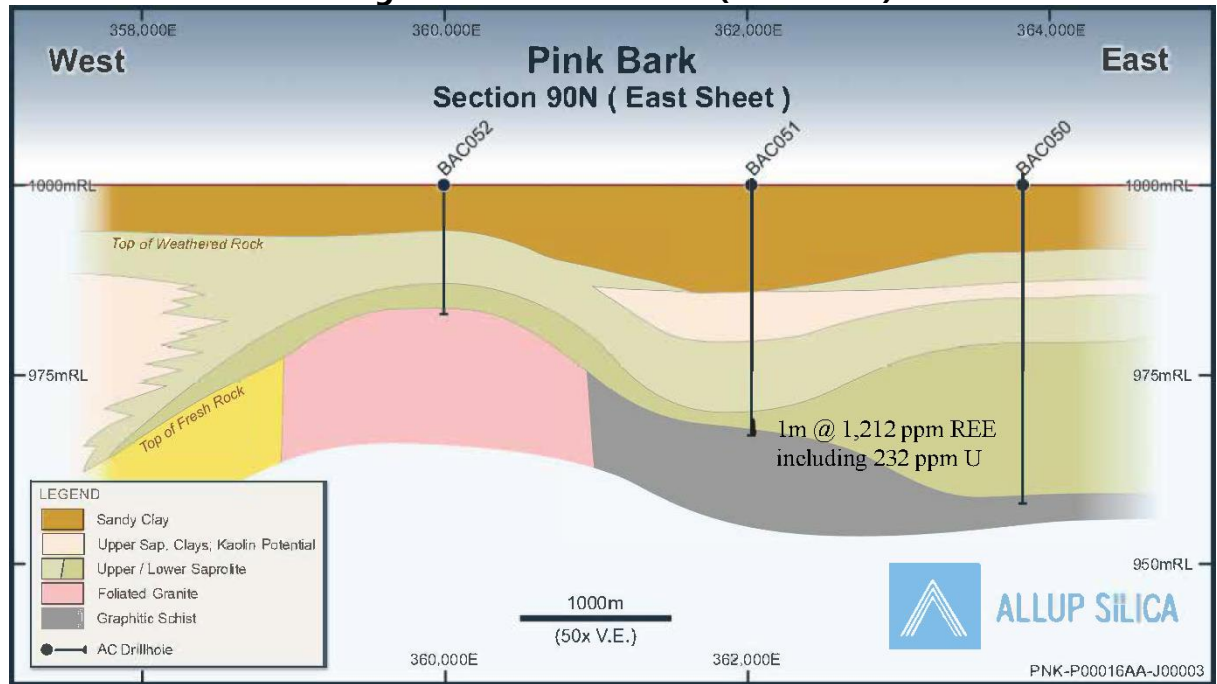 358,000E
360,000E
362,000E
364,000E
West
Pink Bark
East
Section 90N ( East Sheet )
BAC052
BAC051
BAC050
1000mRL
1000mRL
Top of Weathered Rock
975mRL
975mRL
Top of Fresh Rock
1m @ 1,212 ppm REE
including 232 ppm U
LEGEND
Sandy Clay
Upper Sap. Clays; Kaolin Potential
Upper / Lower Saprolite
Foliated Granite
Graphitic Schist
AC Drillhole
950mRL
1000m
(50x V.E.)
ALLUP SILICA
360,000E
362,000E
PNK-P00016AA-J00003